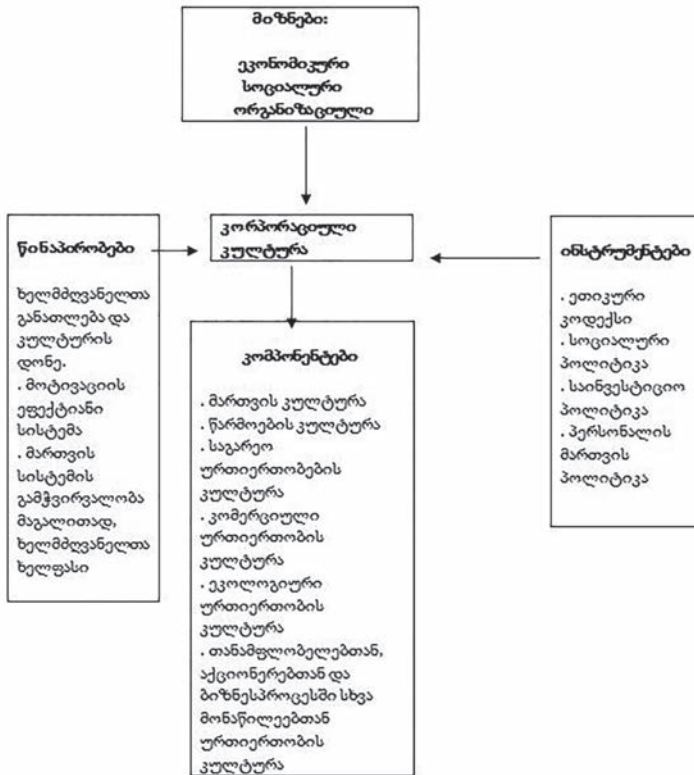 მიზნები:
ეკონომიკური
სოციალური
ორგანიზაციული
წინაპირობები
ხელმძღვანელთა
განათლება და
კულტურის
დონე.
. მოტივაციის
ეფექტიანი
სისტემა
. მართვის
სისტემის
გამჭვირვალობა
მაგალითად,
ხელმძღვანელთა
ხელფასი
კორპორაციული
კულტურა
კომპონენტები
. მართვის კულტურა
. წარმოების კულტურა
. საგარეო
ურთიერთობების
კულტურა
. კომერციული
ურთიერთობის
კულტურა
. ეკოლოგიური
ურთიერთობის
კულტურა
. თანამფლობელებთან,
აქციონერებთან და
ბიზნესპროცესში სხვა
მონაწილეებთან
ურთიერთობის
კულტურა
ინსტრუმენტები
. ეთიკური
კოდექსი
. სოციალური
პოლიტიკა
. საინვესტიციო
პოლიტიკა
. პერსონალის
მართვის
პოლიტიკა